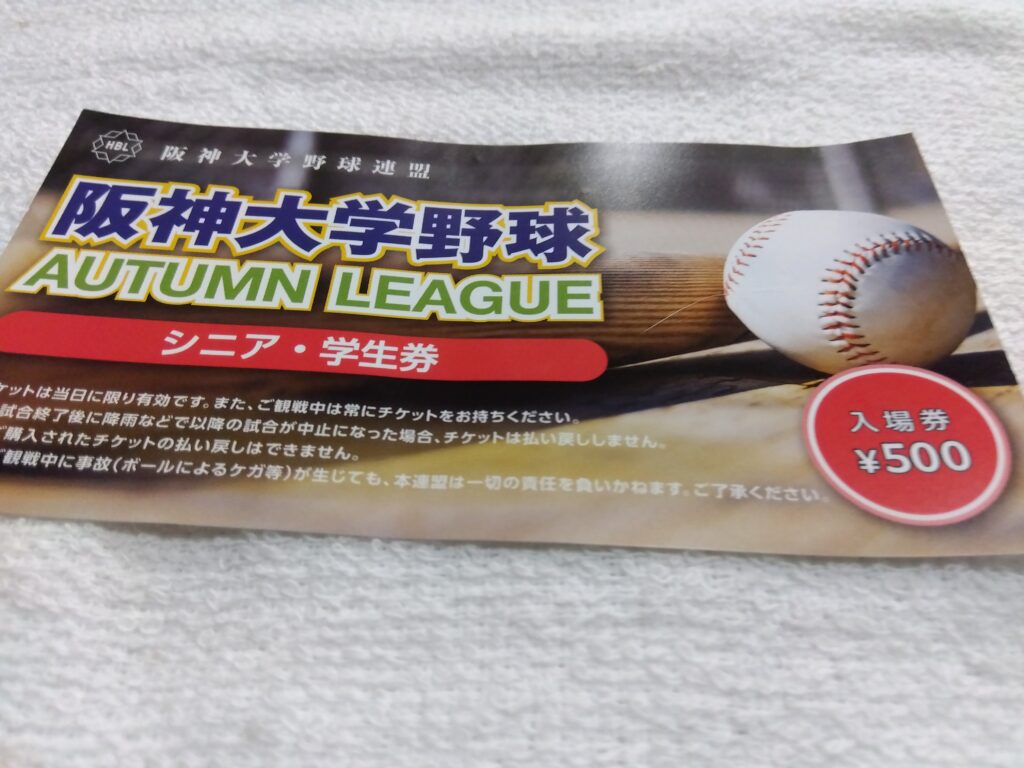 HBL 阪神大学野球連盟
阪神大学野球
AUTUMN LEAGUE
シニア・学生券
ケットは当日に限り有効です。また、ご観戦中は常にチケットをお持ちください。
試合終了後に降雨などで以降の試合が中止になった場合、チケットは払い戻ししません。
購入されたチケットの払い戻しはできません。
観戦中に事故(ボールによるケガ等)が生じても、本連盟は一切の責任を負いかねます。ご了承ください。
入場券
¥500